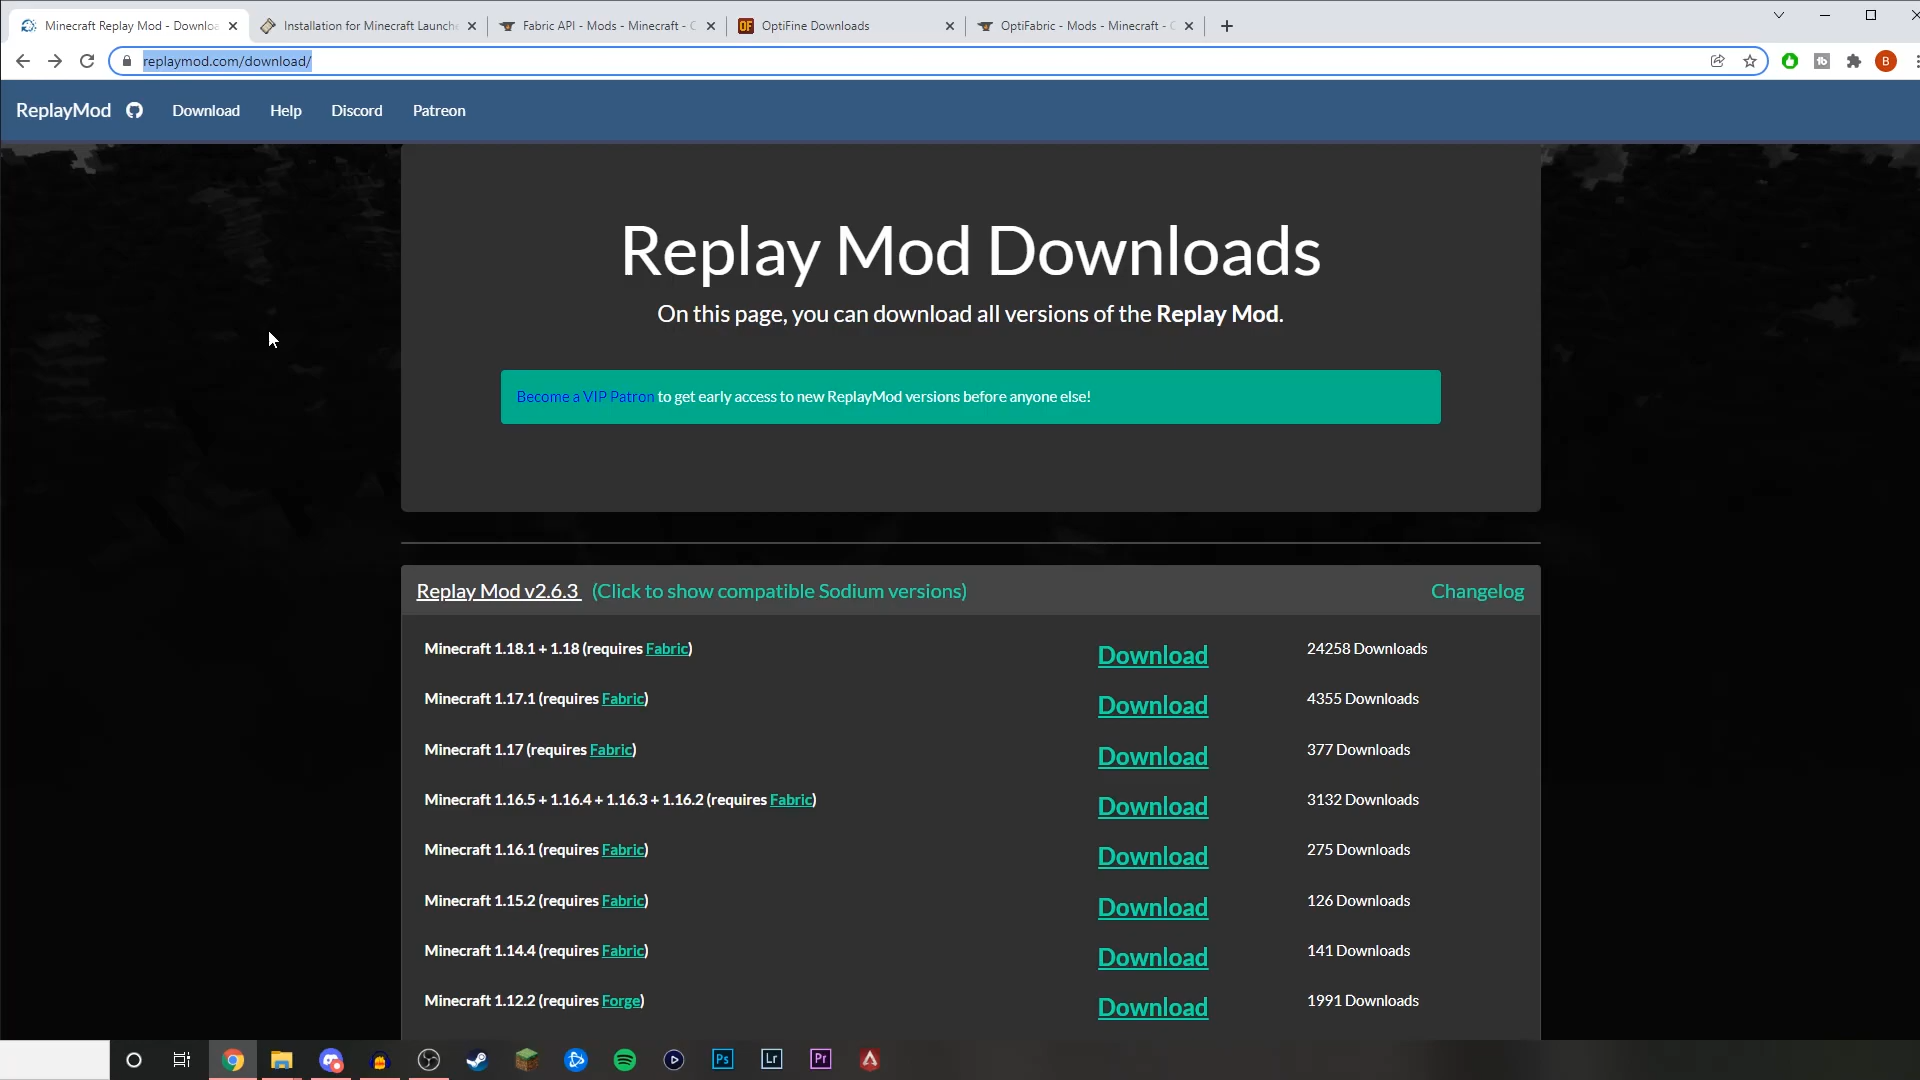 Minecraft Replay Mod - Downloa
Installation for Minecraft Launche
Fabric API - Mods - Minecraft - C
OF
OptiFine Downloads
OptiFabric - Mods - Minecraft - C
replaymod.com/download/
B
ReplayMod
Download
Help
Discord
Patreon
Replay Mod Downloads
On this page, you can download all versions of the Replay Mod.
Become a VIP Patron to get early access to new ReplayMod versions before anyone else!
Replay Mod v2.6.3 (Click to show compatible Sodium versions) Changelog
Minecraft 1.18.1 + 1.18 (requires Fabric) Download 24258 Downloads
Minecraft 1.17.1 (requires Fabric) Download 4355 Downloads
Minecraft 1.17 (requires Fabric) Download 377 Downloads
Minecraft 1.16.5 + 1.16.4 + 1.16.3 + 1.16.2 (requires Fabric) Download 3132 Downloads
Minecraft 1.16.1 (requires Fabric) Download 275 Downloads
Minecraft 1.15.2 (requires Fabric) Download 126 Downloads
Minecraft 1.14.4 (requires Fabric) Download 141 Downloads
Minecraft 1.12.2 (requires Forge) Download 1991 Downloads
Ps
Lr
Pr